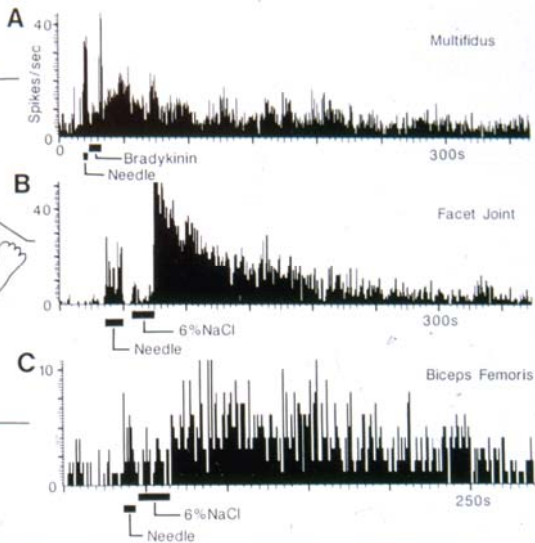 A
40
Spikes/sec
Multifidus
0
0
300s
Bradykinin
Needle
B
40
Facet Joint
0
300s
6%NaCl
Needle
C
10
Biceps Femoris
0
250s
6%NaCl
Needle